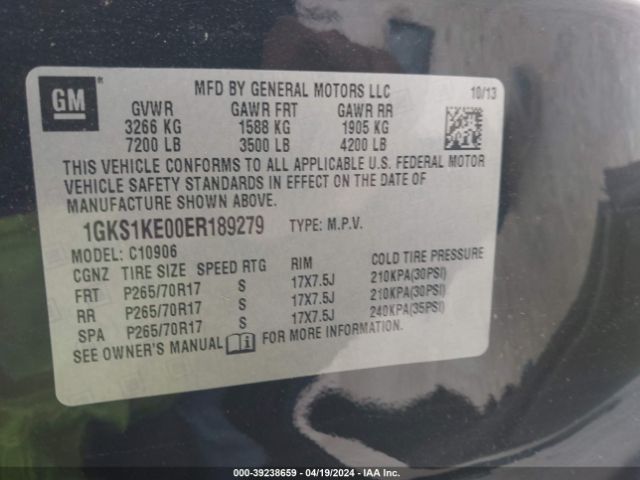 GM
MFD BY GENERAL MOTORS LLC 10/13
GVWR GAWR FRT GAWR RR
3266 KG 1588 KG 1905 KG
7200 LB 3500 LB 4200 LB
THIS VEHICLE CONFORMS TO ALL APPLICABLE U.S. FEDERAL MOTOR
VEHICLE SAFETY STANDARDS IN EFFECT ON THE DATE OF
MANUFACTURE SHOWN ABOVE.
1GKS1KE00ER189279 TYPE: M.P.V.
MODEL: C10906
CGNZ TIRE SIZE SPEED RTG RIM COLD TIRE PRESSURE
FRT P265/70R17 S 17X7.5J 210KPA(30PSI)
RR P265/70R17 S 17X7.5J 210KPA(30PSI)
SPA P265/70R17 S 17X7.5J 240KPA(35PSI)
SEE OWNER'S MANUAL FOR MORE INFORMATION.
000-39238659 - 04/19/2024 - IAA Inc.